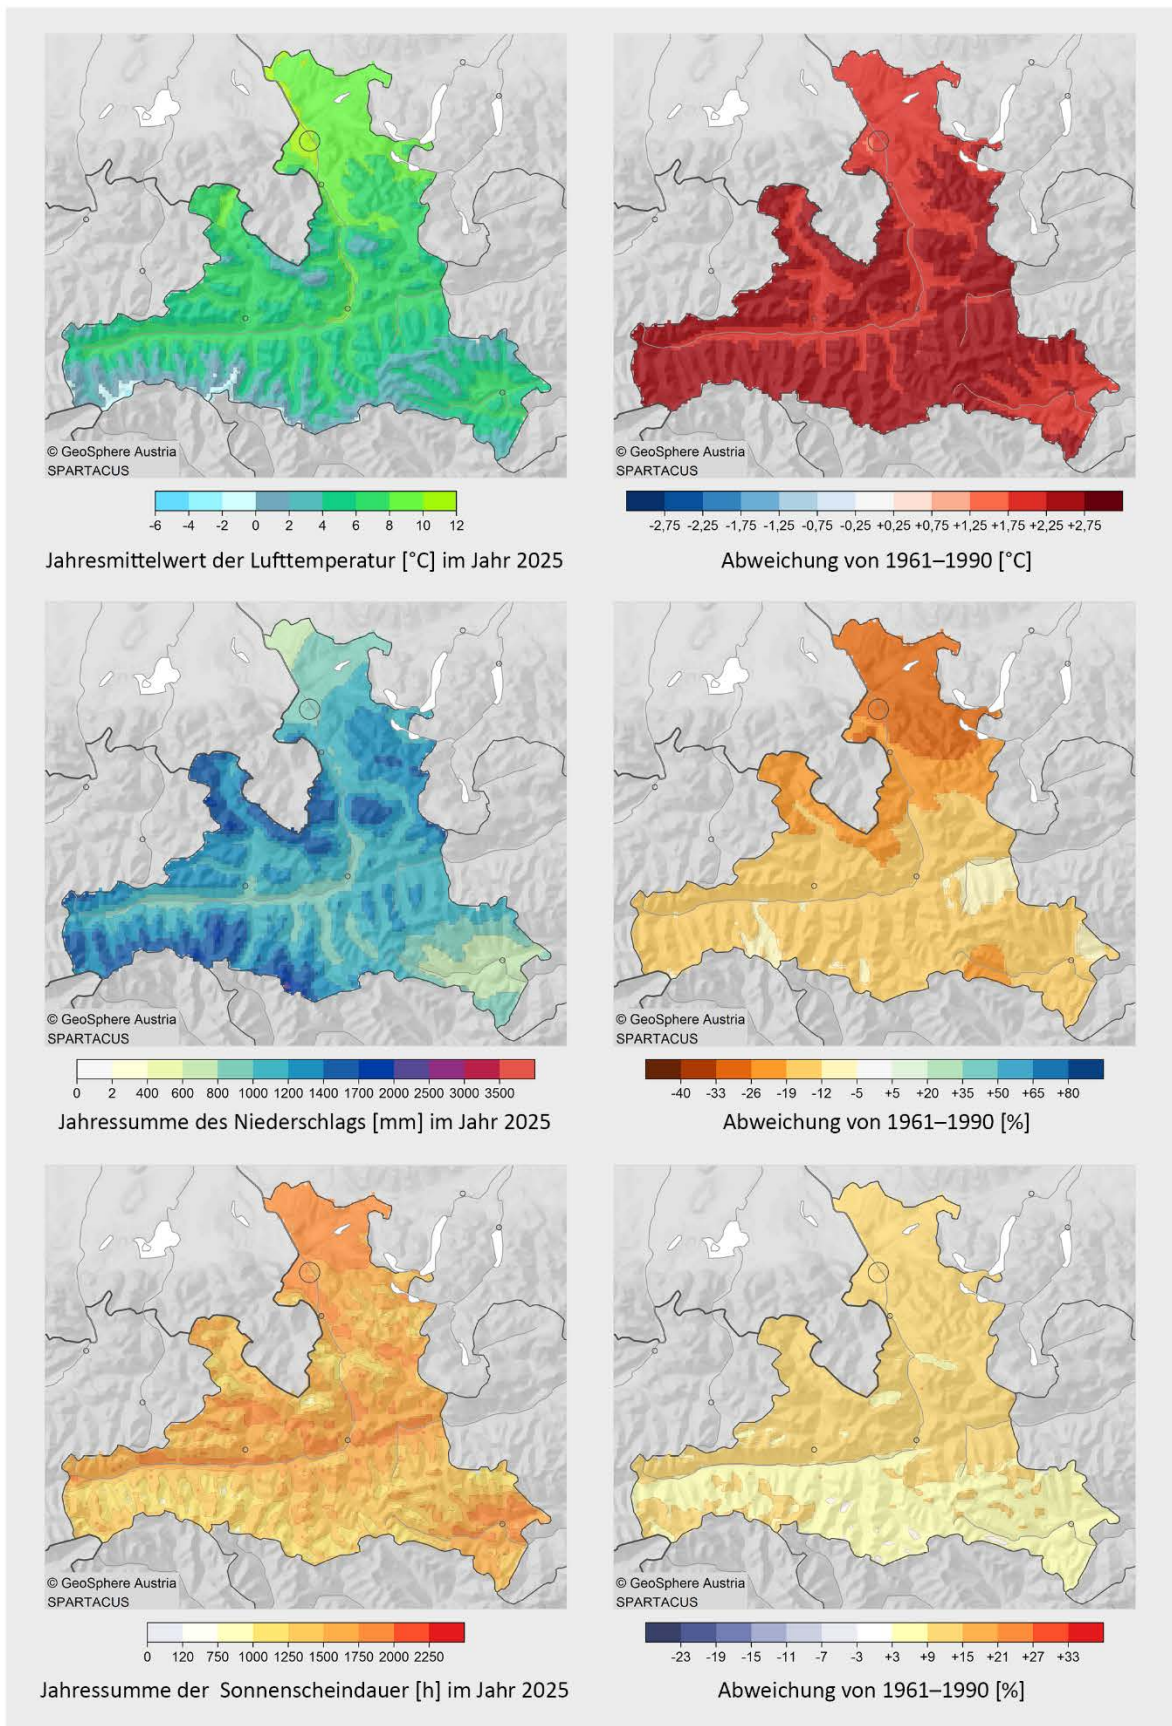 © GeoSphere Austria
SPARTACUS
© GeoSphere Austria
SPARTACUS
-6 -4 -2 0 2 4 6 8 10 12
-2,75 -2,25 -1,75 -1,25 -0,75 -0,25 +0,25 +0,75 +1,25 +1,75 +2,25 +2,75
Jahresmittelwert der Lufttemperatur [°C] im Jahr 2025
Abweichung von 1961–1990 [°C]
© GeoSphere Austria
SPARTACUS
© GeoSphere Austria
SPARTACUS
0 2 400 600 800 1000 1200 1400 1700 2000 2500 3000 3500
-40 -33 -26 -19 -12 -5 +5 +20 +35 +50 +65 +80
Jahressumme des Niederschlags [mm] im Jahr 2025
Abweichung von 1961–1990 [%]
© GeoSphere Austria
SPARTACUS
© GeoSphere Austria
SPARTACUS
0 120 750 1000 1250 1500 1750 2000 2250
-23 -19 -15 -11 -7 -3 +3 +9 +15 +21 +27 +33
Jahressumme der Sonnenscheindauer [h] im Jahr 2025
Abweichung von 1961–1990 [%]